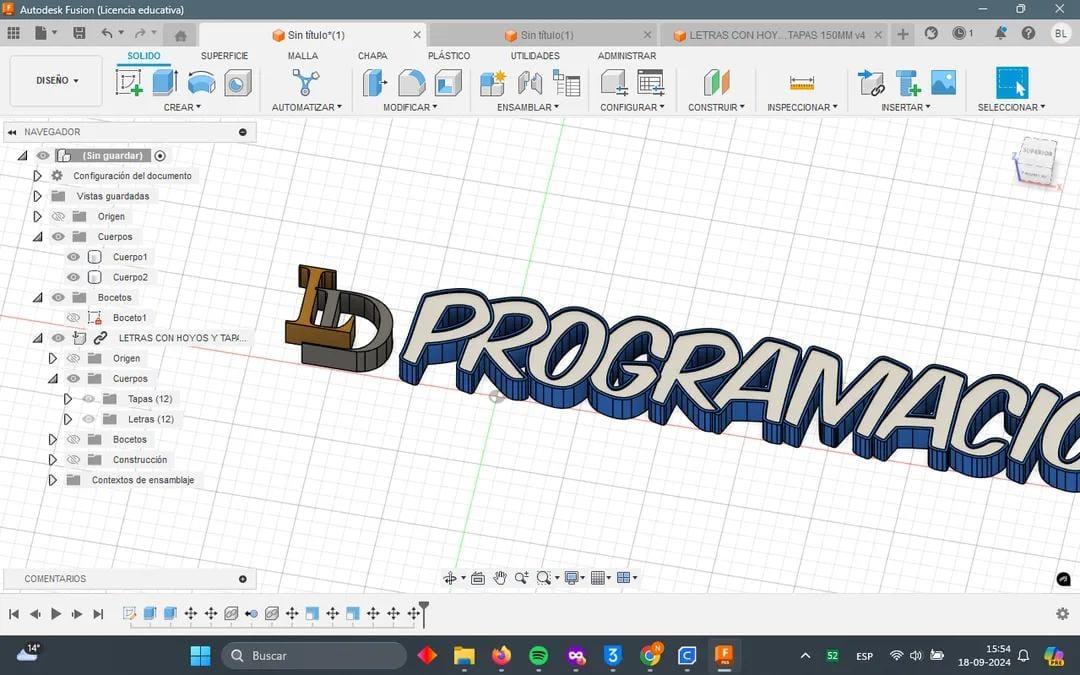 Autodesk Fusion (Licencia educativa)
Sin título*(1)
Sin título(1)
LETRAS CON HOY...TAPAS 150MM v4
1
BL
DISEÑO
SOLIDO
SUPERFICIE
MALLA
CHAPA
PLÁSTICO
UTILIDADES
ADMINISTRAR
CREAR
AUTOMATIZAR
MODIFICAR
ENSAMBLAR
CONFIGURAR
CONSTRUIR
INSPECCIONAR
INSERTAR
SELECCIONAR
NAVEGADOR
(Sin guardar)
Configuración del documento
Vistas guardadas
Origen
Cuerpos
Cuerpo1
Cuerpo2
Bocetos
Boceto1
LETRAS CON HOYOS Y TAPA...
Origen
Cuerpos
Tapas (12)
Letras (12)
Bocetos
Construcción
Contextos de ensamblaje
SUPERIOR
Z
X
LD
PROGRAMACIO
COMENTARIOS
14°
Buscar
52
ESP
15:54
18-09-2024
PRE